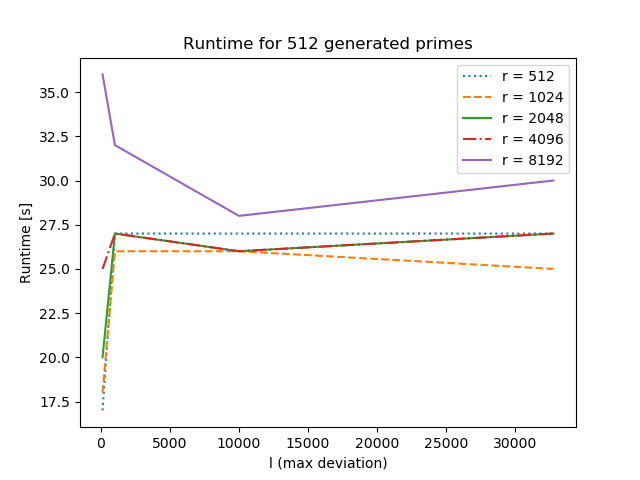 Runtime for 512 generated primes
r = 512
r = 1024
r = 2048
r = 4096
r = 8192
Runtime [s]
35.0
32.5
30.0
27.5
25.0
22.5
20.0
17.5
0 5000 10000 15000 20000 25000 30000
l (max deviation)